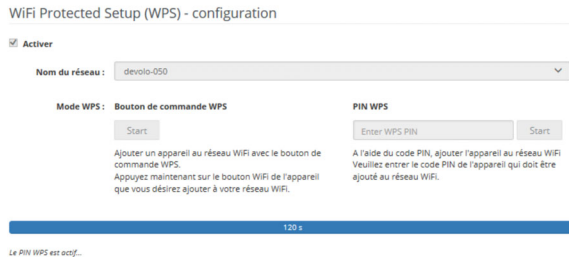 WiFi Protected Setup (WPS) - configuration
Activer
Nom du réseau : devolo-050
Mode WPS : Bouton de commande WPS PIN WPS
Start Enter WPS PIN Start
Ajouter un appareil au réseau WiFi avec le bouton de
commande WPS.
Appuyez maintenant sur le bouton WiFi de l'appareil
que vous désirez ajouter à votre réseau WiFi.
A l'aide du code PIN, ajouter l'appareil au réseau WiFi
Veuillez entrer le code PIN de l'appareil qui doit être
ajouté au réseau WiFi.
120 s
Le PIN WPS est actif...